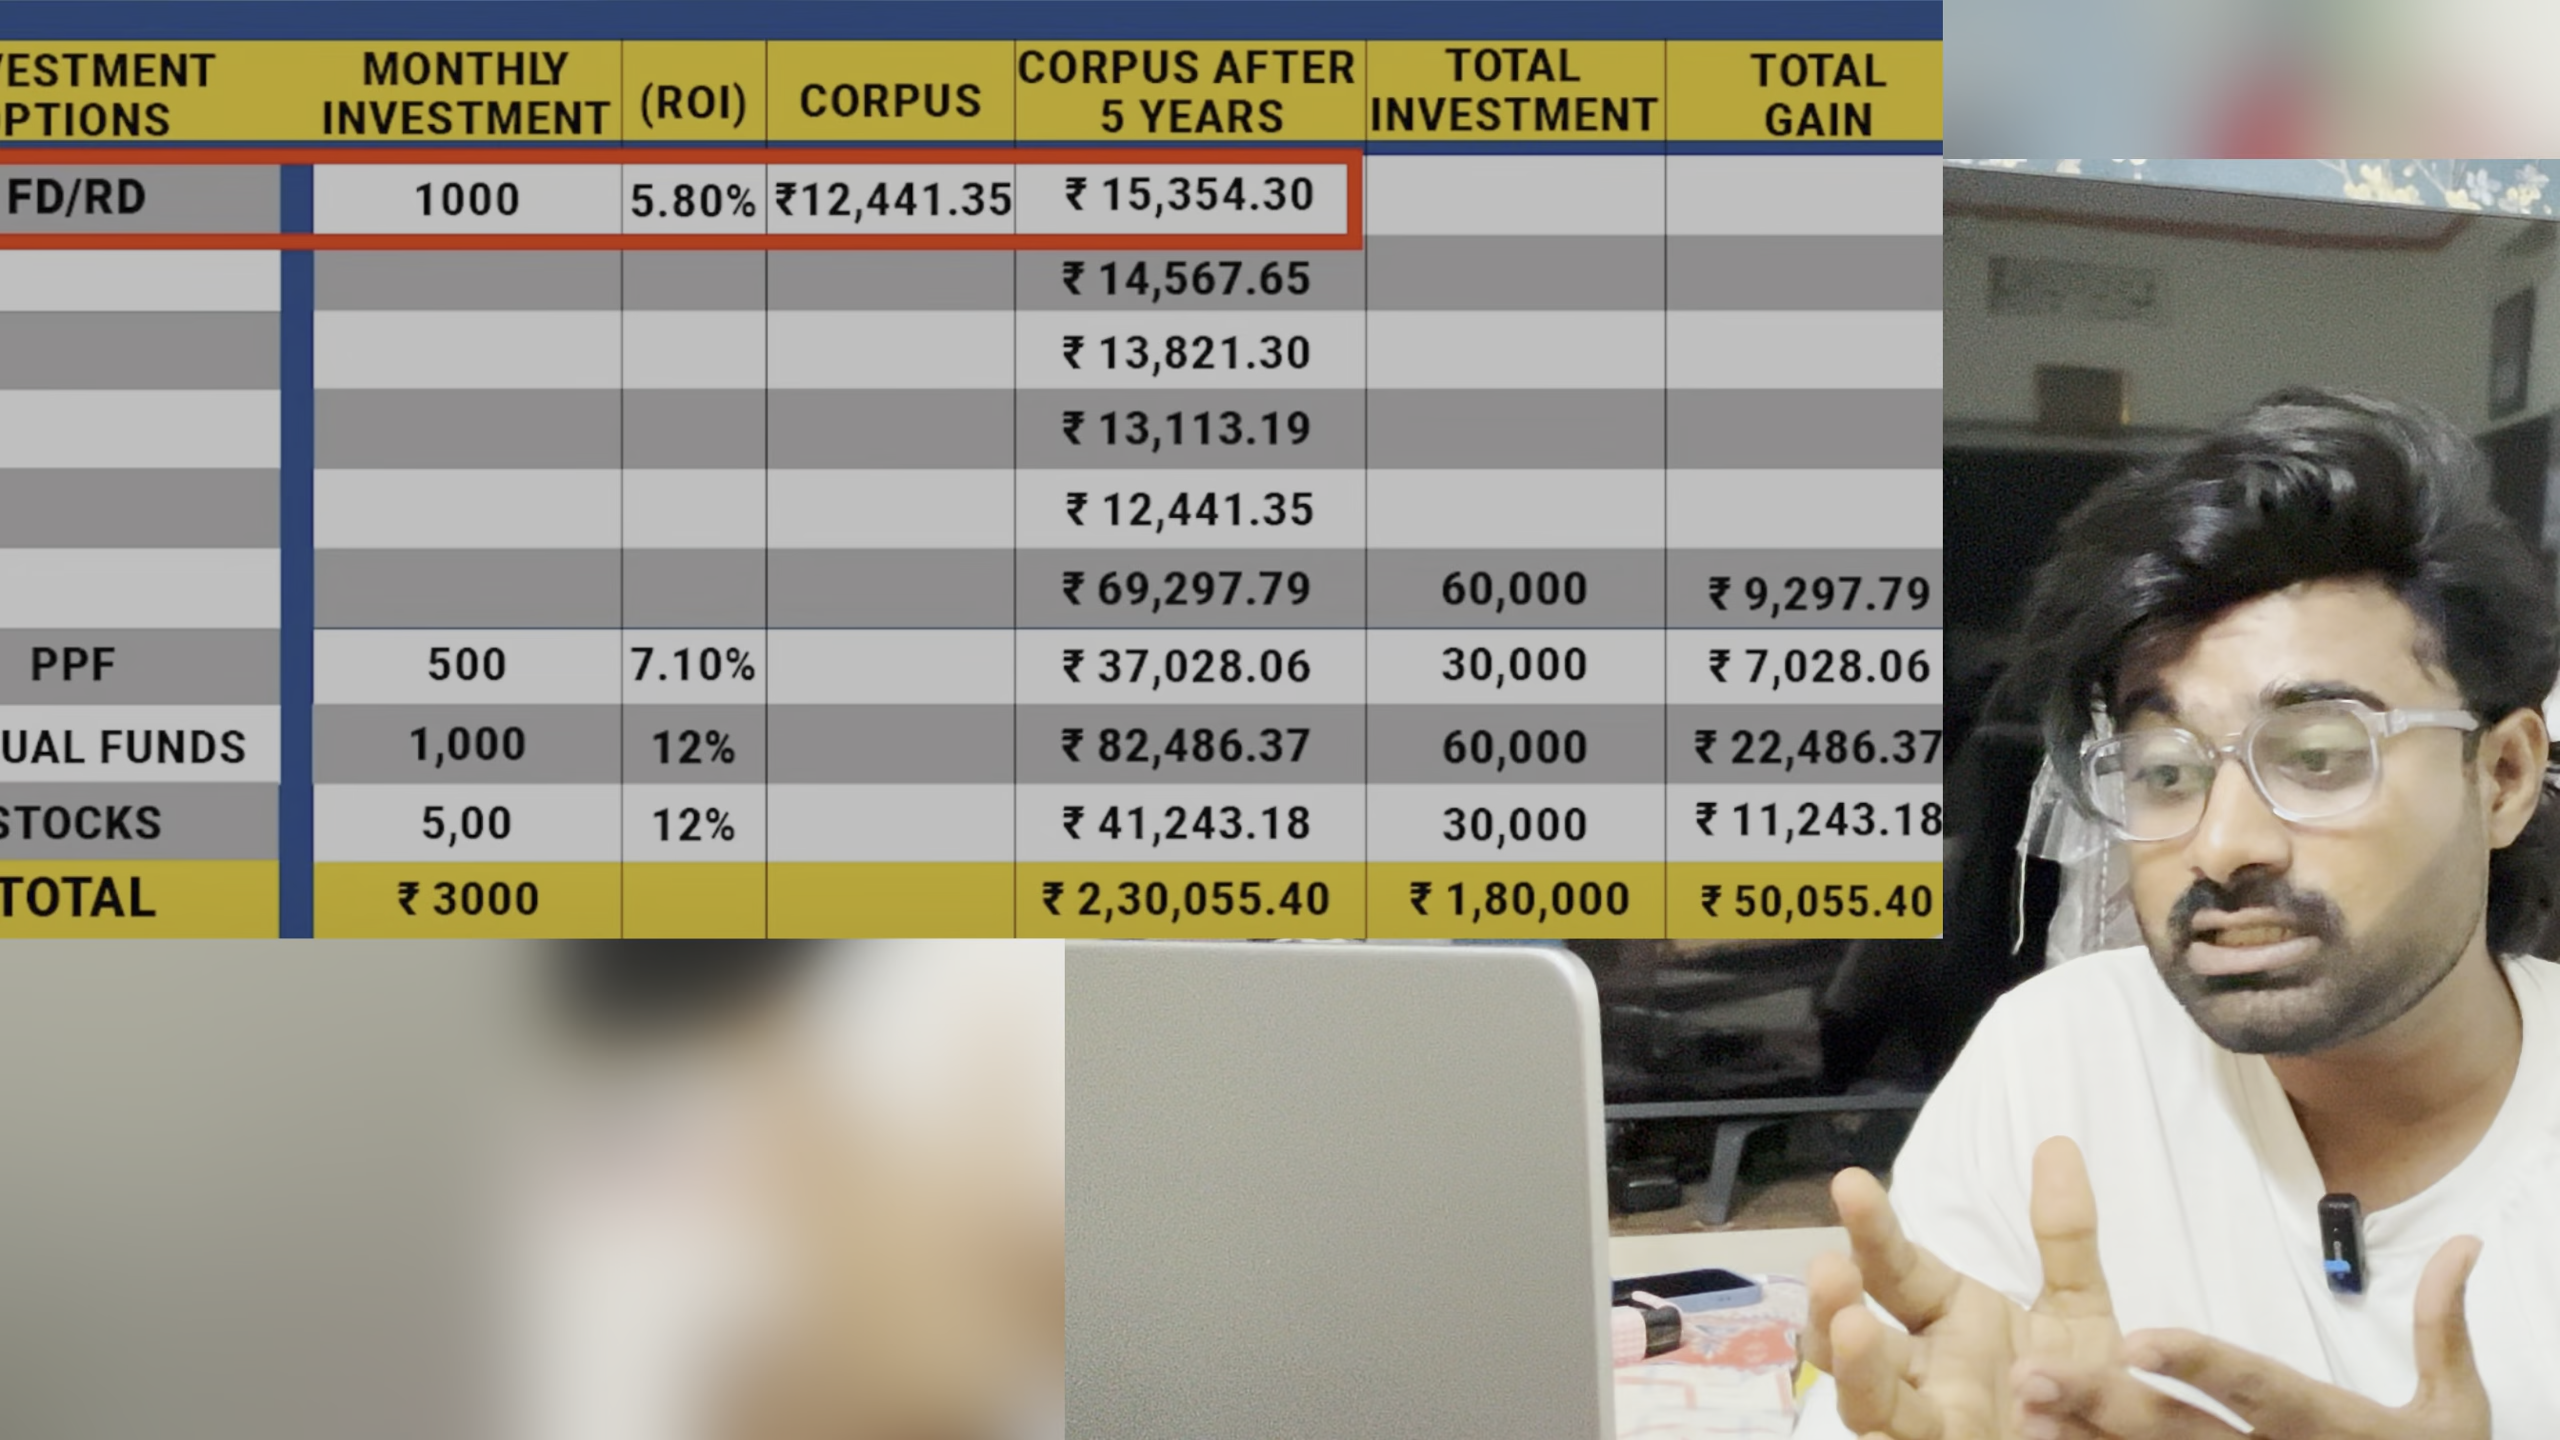 VESTMENT
PTIONS
MONTHLY
INVESTMENT
(ROI)
CORPUS
CORPUS AFTER
5 YEARS
TOTAL
INVESTMENT
TOTAL
GAIN
FD/RD 1000 5.80% ₹12,441.35 ₹ 15,354.30
₹ 14,567.65
₹ 13,821.30
₹ 13,113.19
₹ 12,441.35
₹ 69,297.79 60,000 ₹ 9,297.79
PPF 500 7.10% ₹ 37,028.06 30,000 ₹ 7,028.06
UAL FUNDS 1,000 12% ₹ 82,486.37 60,000 ₹ 22,486.37
STOCKS 5,00 12% ₹ 41,243.18 30,000 ₹ 11,243.18
TOTAL ₹ 3000 ₹ 2,30,055.40 ₹ 1,80,000 ₹ 50,055.40